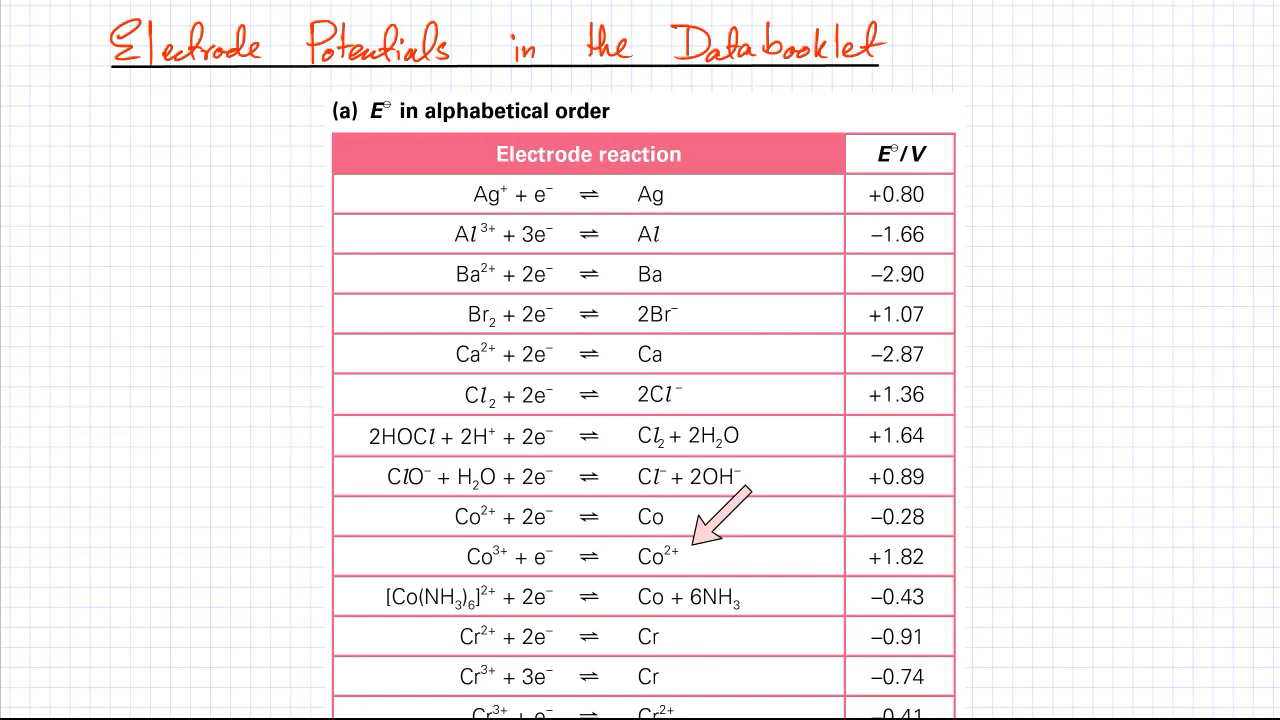 Electrode Potentials in the Databooklet
(a) E⊖ in alphabetical order
Electrode reaction E⊖/V
Ag⁺ + e⁻ ⇌ Ag +0.80
Al³⁺ + 3e⁻ ⇌ Al –1.66
Ba²⁺ + 2e⁻ ⇌ Ba –2.90
Br₂ + 2e⁻ ⇌ 2Br⁻ +1.07
Ca²⁺ + 2e⁻ ⇌ Ca –2.87
Cl₂ + 2e⁻ ⇌ 2Cl⁻ +1.36
2HOCl + 2H⁺ + 2e⁻ ⇌ Cl₂ + 2H₂O +1.64
ClO⁻ + H₂O + 2e⁻ ⇌ Cl⁻ + 2OH⁻ +0.89
Co²⁺ + 2e⁻ ⇌ Co –0.28
Co³⁺ + e⁻ ⇌ Co²⁺ +1.82
[Co(NH₃)₆]²⁺ + 2e⁻ ⇌ Co + 6NH₃ –0.43
Cr²⁺ + 2e⁻ ⇌ Cr –0.91
Cr³⁺ + 3e⁻ ⇌ Cr –0.74
Cr³⁺ + e⁻ ⇌ Cr²⁺ –0.41